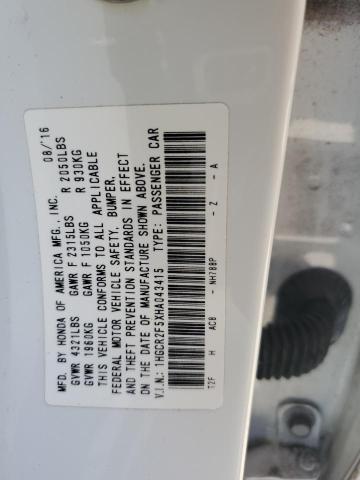 MFD. BY HONDA OF AMERICA MFG., INC. 08/'16
GVWR 4321LBS GAWR F 2315LBS R 2050LBS
GVWR 1960KG GAWR F 1050KG R 930KG
THIS VEHICLE CONFORMS TO ALL APPLICABLE
FEDERAL MOTOR VEHICLE SAFETY, BUMPER,
AND THEFT PREVENTION STANDARDS IN EFFECT
ON THE DATE OF MANUFACTURE SHOWN ABOVE.
V.I.N.: 1HGCR2F5XHA043415 TYPE: PASSENGER CAR
T2F H AC8 - NH788P - Z - A